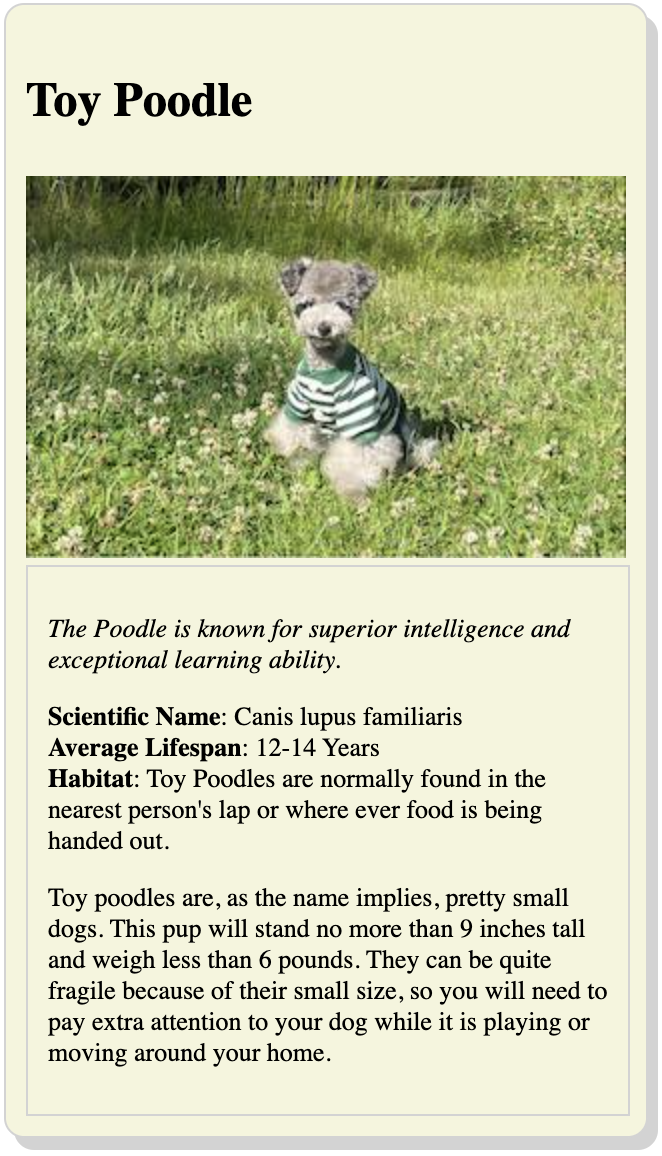 Toy Poodle
The Poodle is known for superior intelligence and
exceptional learning ability.
Scientific Name: Canis lupus familiaris
Average Lifespan: 12-14 Years
Habitat: Toy Poodles are normally found in the
nearest person's lap or where ever food is being
handed out.
Toy poodles are, as the name implies, pretty small
dogs. This pup will stand no more than 9 inches tall
and weigh less than 6 pounds. They can be quite
fragile because of their small size, so you will need to
pay extra attention to your dog while it is playing or
moving around your home.